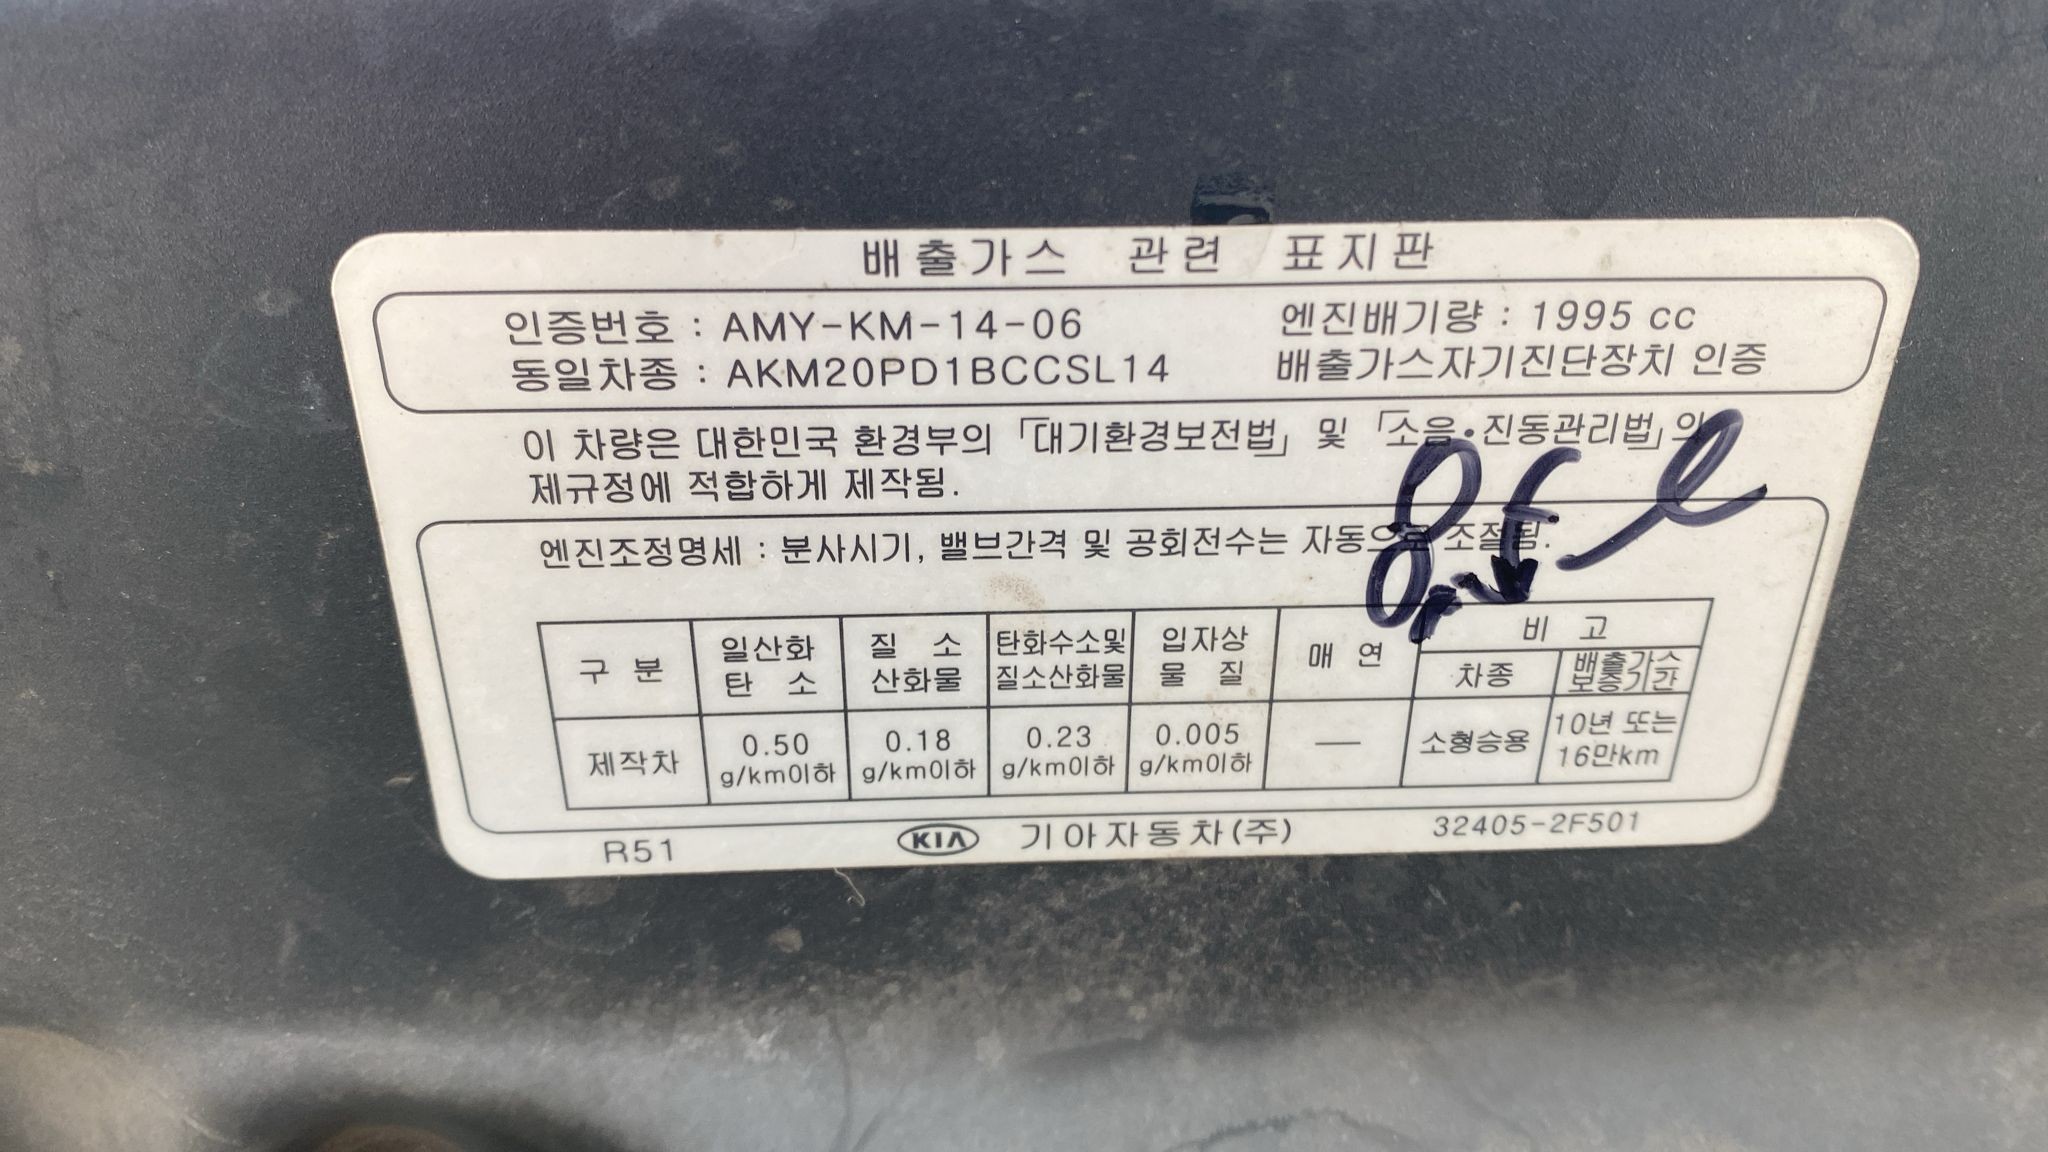 배출가스 관련 표지판
인증번호 : AMY-KM-14-06 엔진배기량 : 1995 cc
동일차종 : AKM20PD1BCCSL14 배출가스자기진단장치 인증
이 차량은 대한민국 환경부의 「대기환경보전법」 및 「소음·진동관리법」의
제규정에 적합하게 제작됨.
엔진조정명세 : 분사시기, 밸브간격 및 공회전수는 자동으로 조절됨.
구 분 일산화 탄 소 질 소 산화물 탄화수소및 질소산화물 입자상 물 질 매 연 비 고
차종 배출가스 보증기간
제작차 0.50 g/km이하 0.18 g/km이하 0.23 g/km이하 0.005 g/km이하 — 소형승용 10년 또는 16만km
R51 KIA 기아자동차(주) 32405-2F501